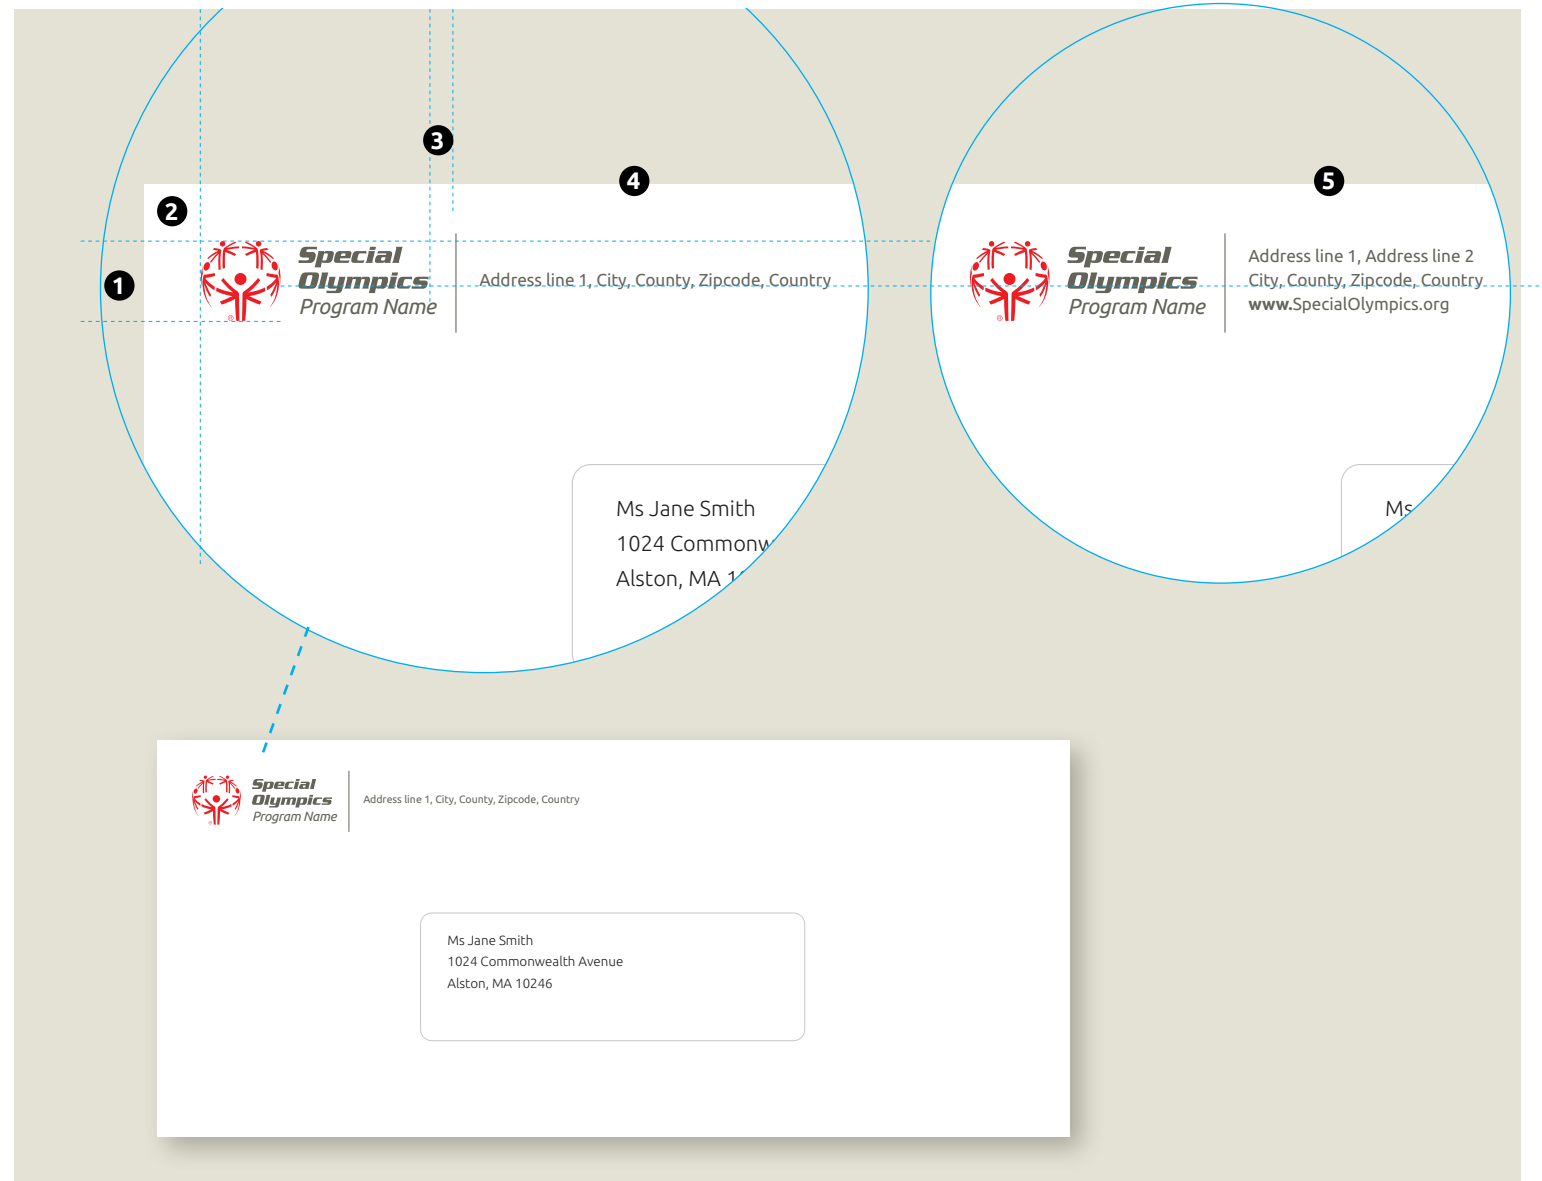 3
4
5
2
1
Special
Olympics
Program Name
®
Address line 1, City, County, Zipcode, Country
Special
Olympics
Program Name
®
Address line 1, Address line 2
City, County, Zipcode, Country
www.SpecialOlympics.org
Ms Jane Smith
1024 Commonw
Alston, MA 1
Ms
Special
Olympics
Program Name
®
Address line 1, City, County, Zipcode, Country
Ms Jane Smith
1024 Commonwealth Avenue
Alston, MA 10246